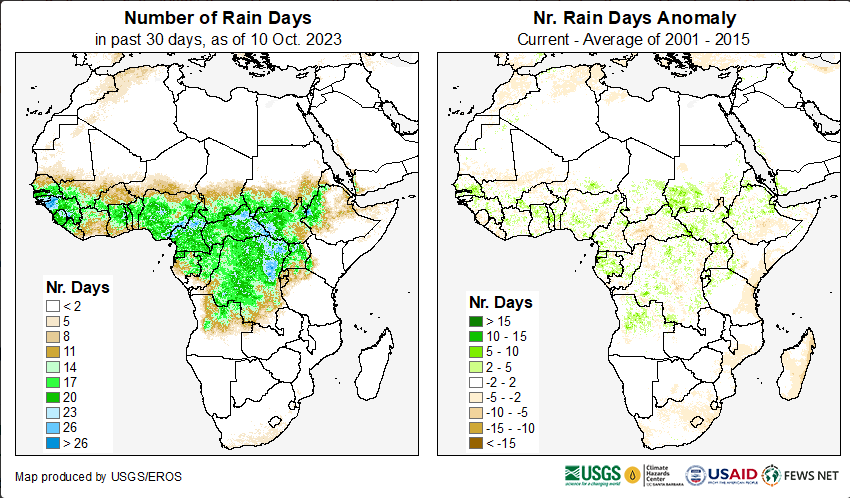 Number of Rain Days
in past 30 days, as of 10 Oct. 2023
Nr. Days
< 2
5
8
11
14
17
20
23
26
> 26
Nr. Rain Days Anomaly
Current - Average of 2001 - 2015
Nr. Days
> 15
10 - 15
5 - 10
2 - 5
-2 - 2
-5 - -2
-10 - -5
-15 - -10
< -15
Map produced by USGS/EROS
USGS
science for a changing world
Climate
Hazards
Center
UC SANTA BARBARA
USAID
FROM THE AMERICAN PEOPLE
FEWS NET